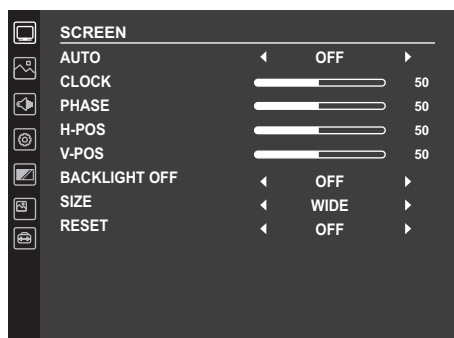 SCREEN
AUTO OFF
CLOCK 50
PHASE 50
H-POS 50
V-POS 50
BACKLIGHT OFF OFF
SIZE WIDE
RESET OFF